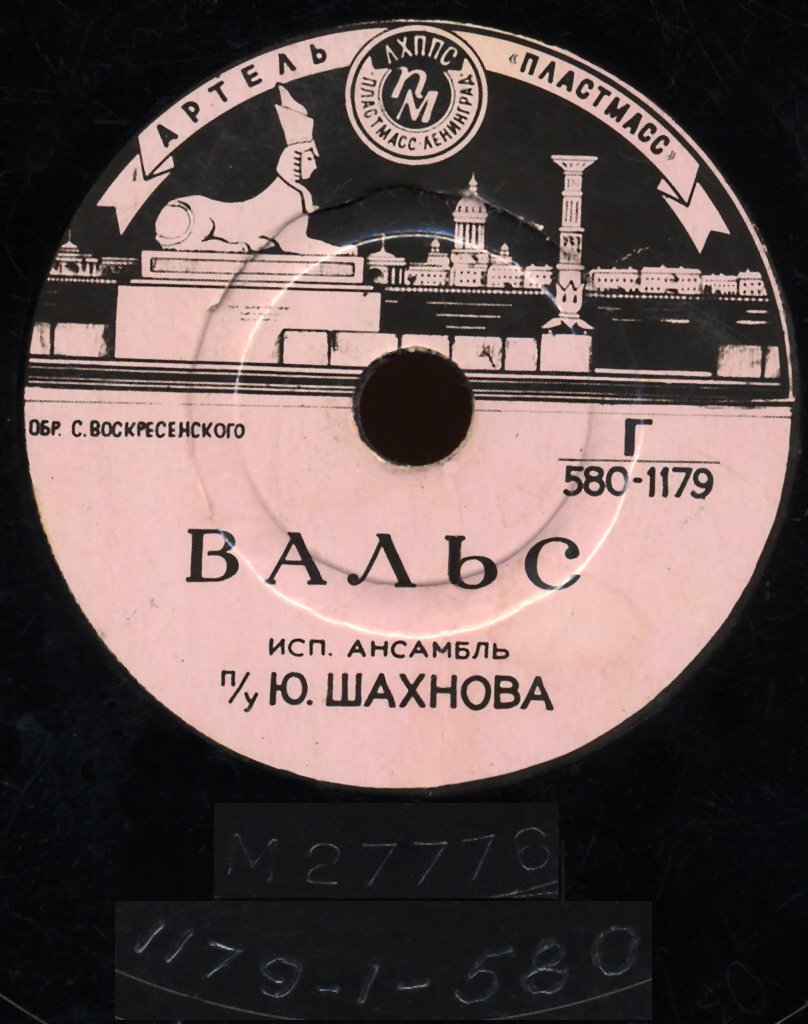 АРТЕЛЬ «ПЛАСТМАСС»
ЛХППС
ПМ
ПЛАСТМАСС·ЛЕНИНГРАД·
ОБР. С. ВОСКРЕСЕНСКОГО
Г
580-1179
ВАЛЬС
ИСП. АНСАМБЛЬ
П/У Ю. ШАХНОВА
М 27776
1179-1-580